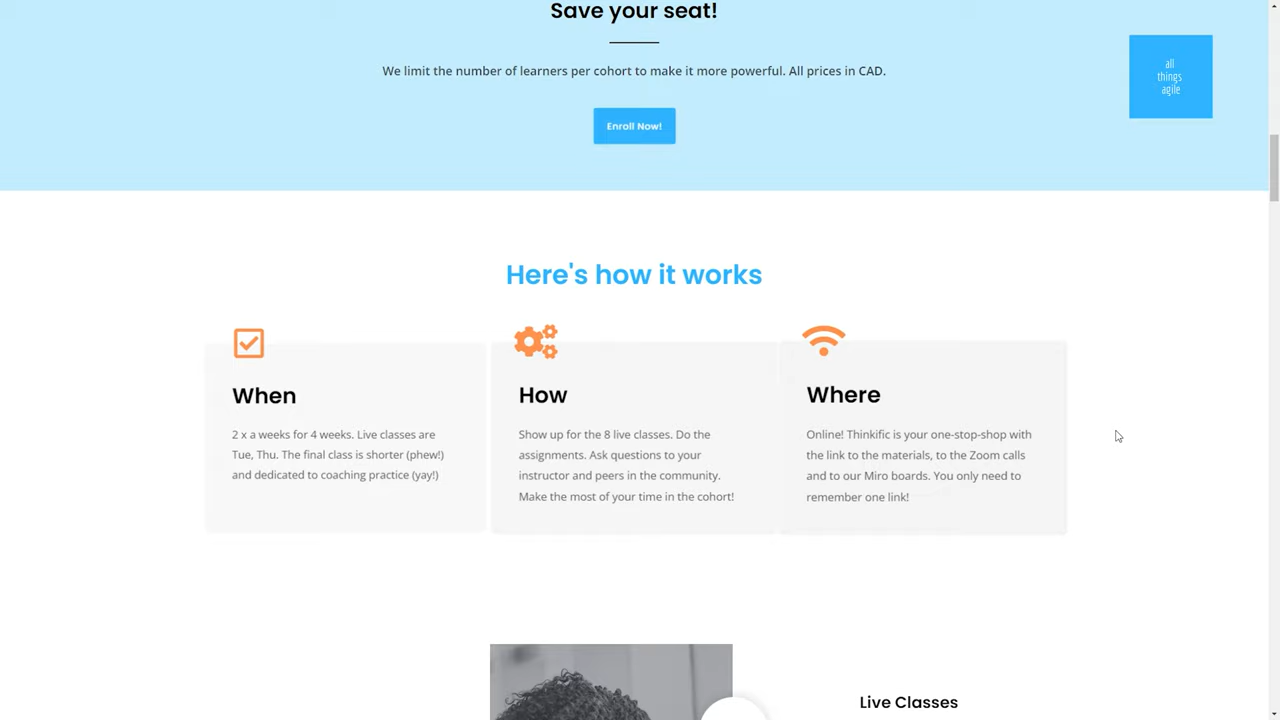 Save your seat!
We limit the number of learners per cohort to make it more powerful. All prices in CAD.
Enroll Now!
all
things
agile
Here's how it works
When
2 x a weeks for 4 weeks. Live classes are
Tue, Thu. The final class is shorter (phew!)
and dedicated to coaching practice (yay!)
How
Show up for the 8 live classes. Do the
assignments. Ask questions to your
instructor and peers in the community.
Make the most of your time in the cohort!
Where
Online! Thinkific is your one-stop-shop with
the link to the materials, to the Zoom calls
and to our Miro boards. You only need to
remember one link!
Live Classes